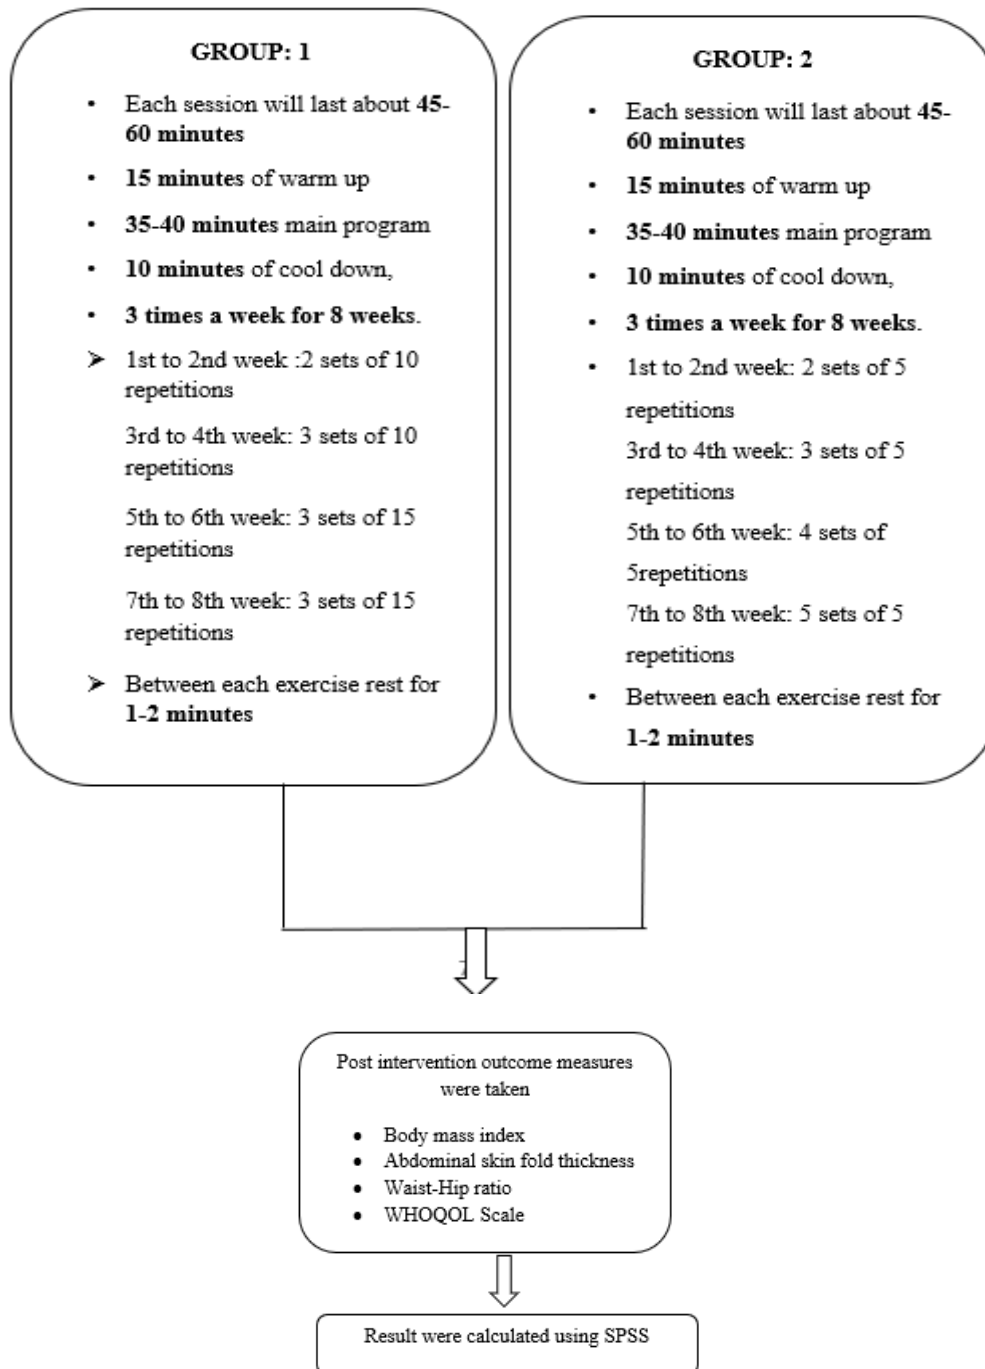 GROUP: 1
• Each session will last about 45-
60 minutes
• 15 minutes of warm up
• 35-40 minutes main program
• 10 minutes of cool down,
• 3 times a week for 8 weeks.
➤ 1st to 2nd week :2 sets of 10
repetitions
3rd to 4th week: 3 sets of 10
repetitions
5th to 6th week: 3 sets of 15
repetitions
7th to 8th week: 3 sets of 15
repetitions
➤ Between each exercise rest for
1-2 minutes
GROUP: 2
• Each session will last about 45-
60 minutes
• 15 minutes of warm up
• 35-40 minutes main program
• 10 minutes of cool down,
• 3 times a week for 8 weeks.
• 1st to 2nd week: 2 sets of 5
repetitions
3rd to 4th week: 3 sets of 5
repetitions
5th to 6th week: 4 sets of
5repetitions
7th to 8th week: 5 sets of 5
repetitions
• Between each exercise rest for
1-2 minutes
Post intervention outcome measures
were taken
• Body mass index
• Abdominal skin fold thickness
• Waist-Hip ratio
• WHOQOL Scale
Result were calculated using SPSS